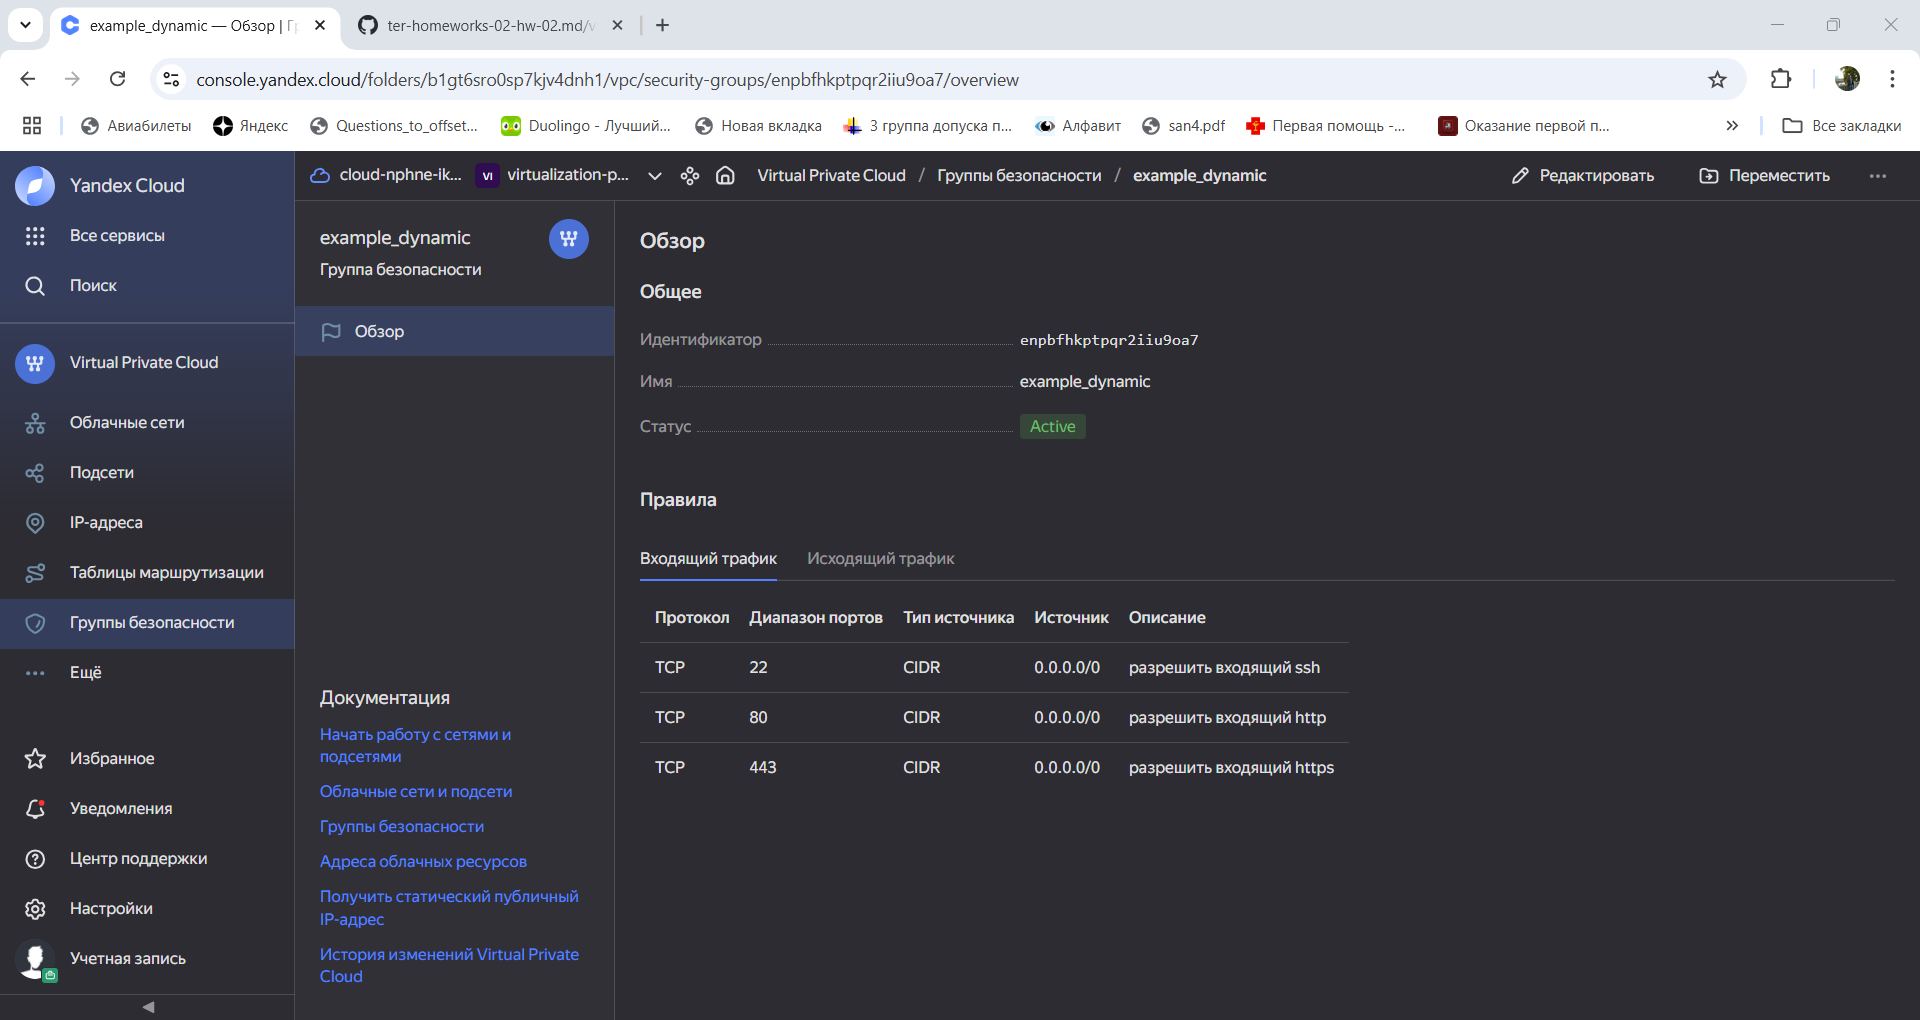 example_dynamic — Обзор | Гр
ter-homeworks-02-hw-02.md/v
console.yandex.cloud/folders/b1gt6sro0sp7kjv4dnh1/vpc/security-groups/enpbfhkptpqr2iiu9oa7/overview
Авиабилеты
Яндекс
Questions_to_offset...
Duolingo - Лучший...
Новая вкладка
3 группа допуска п...
Алфавит
san4.pdf
Первая помощь -...
Оказание первой п...
Все закладки
Yandex Cloud
Все сервисы
Поиск
Virtual Private Cloud
Облачные сети
Подсети
IP-адреса
Таблицы маршрутизации
Группы безопасности
Ещё
Избранное
Уведомления
Центр поддержки
Настройки
Учетная запись
cloud-nphne-ik...
VI
virtualization-p...
Virtual Private Cloud / Группы безопасности / example_dynamic
Редактировать
Переместить
example_dynamic
Группа безопасности
Обзор
Документация
Начать работу с сетями и
подсетями
Облачные сети и подсети
Группы безопасности
Адреса облачных ресурсов
Получить статический публичный
IP-адрес
История изменений Virtual Private
Cloud
Обзор
Общее
Идентификатор enpbfhkptpqr2iiu9oa7
Имя example_dynamic
Статус Active
Правила
Входящий трафик Исходящий трафик
Протокол Диапазон портов Тип источника Источник Описание
TCP 22 CIDR 0.0.0.0/0 разрешить входящий ssh
TCP 80 CIDR 0.0.0.0/0 разрешить входящий http
TCP 443 CIDR 0.0.0.0/0 разрешить входящий https